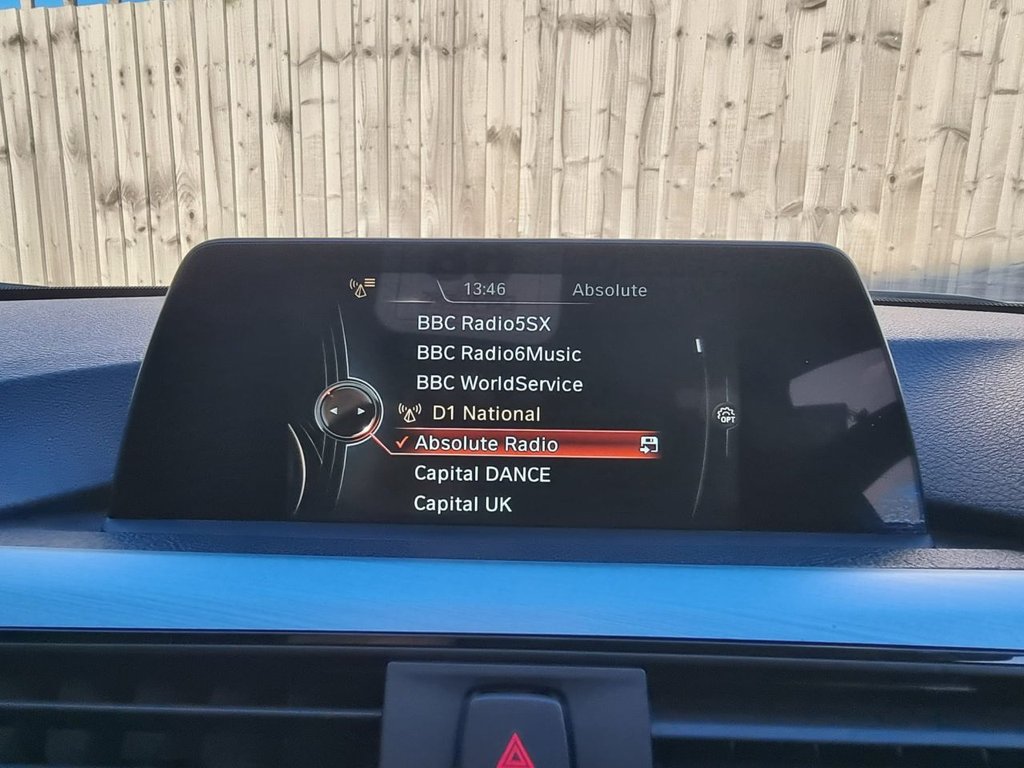 13:46 Absolute
BBC Radio5SX
BBC Radio6Music
BBC WorldService
D1 National
Absolute Radio
OPT
Capital DANCE
Capital UK